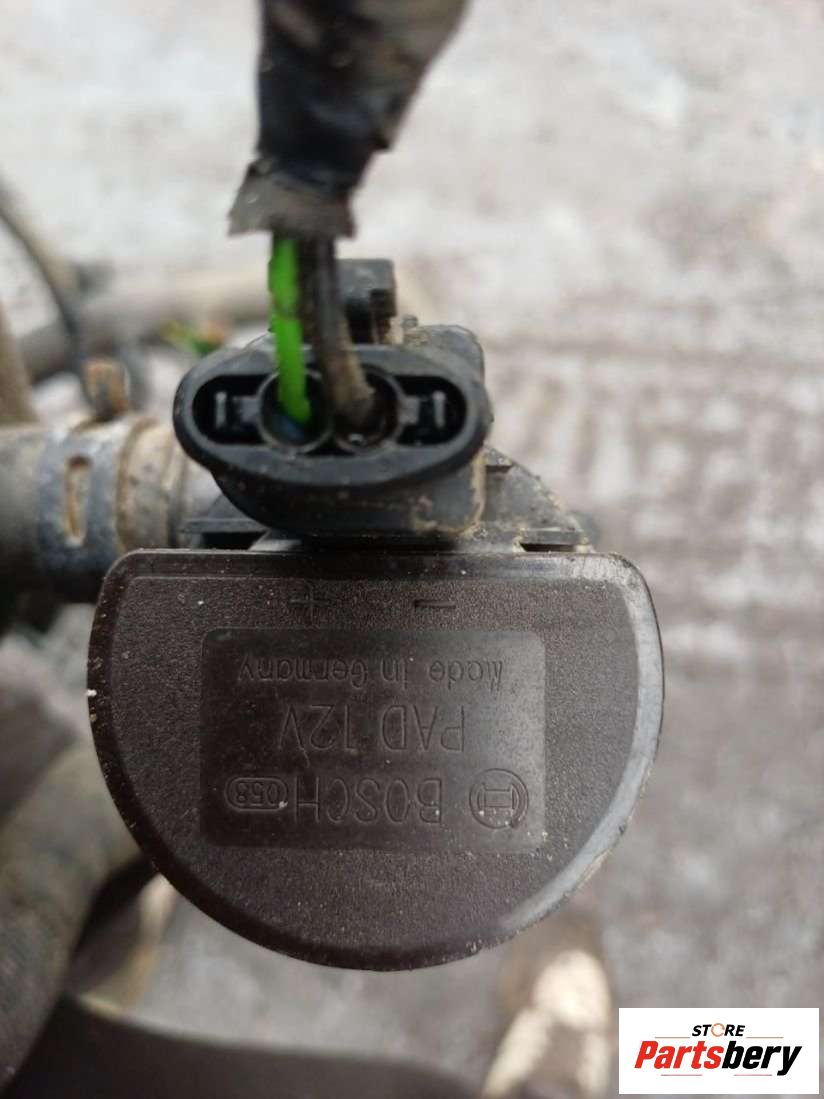 BOSCH 058
PAD 12V
Made in Germany
+ −
STORE
Partsbery